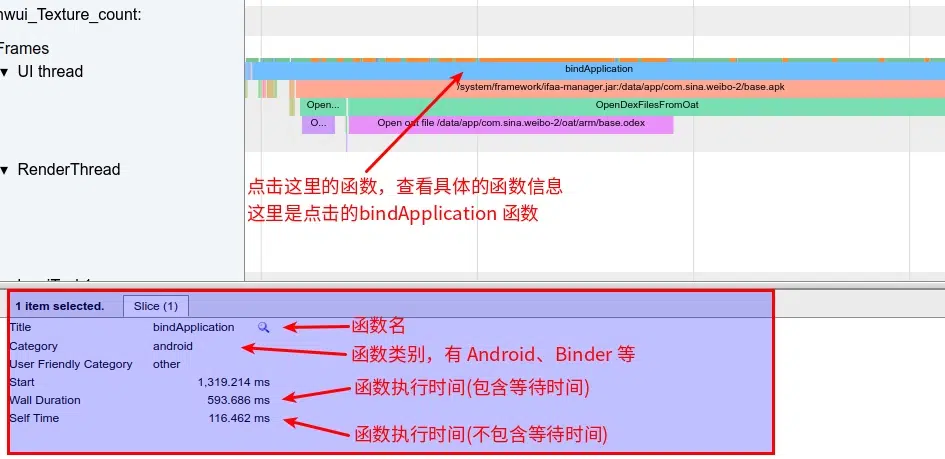 hwui_Texture_count:
Frames
▼ UI thread
bindApplication
/system/framework/ifaa-manager.jar:/data/app/com.sina.weibo-2/base.apk
Open...
OpenDexFilesFromOat
O...
Open oat file /data/app/com.sina.weibo-2/oat/arm/base.odex
▼ RenderThread
点击这里的函数，查看具体的函数信息
这里是点击的bindApplication 函数
1 item selected.
Slice (1)
Title bindApplication
函数名
Category android
函数类别，有 Android、Binder 等
User Friendly Category other
Start 1,319.214 ms
Wall Duration 593.686 ms
函数执行时间(包含等待时间)
Self Time 116.462 ms
函数执行时间(不包含等待时间)